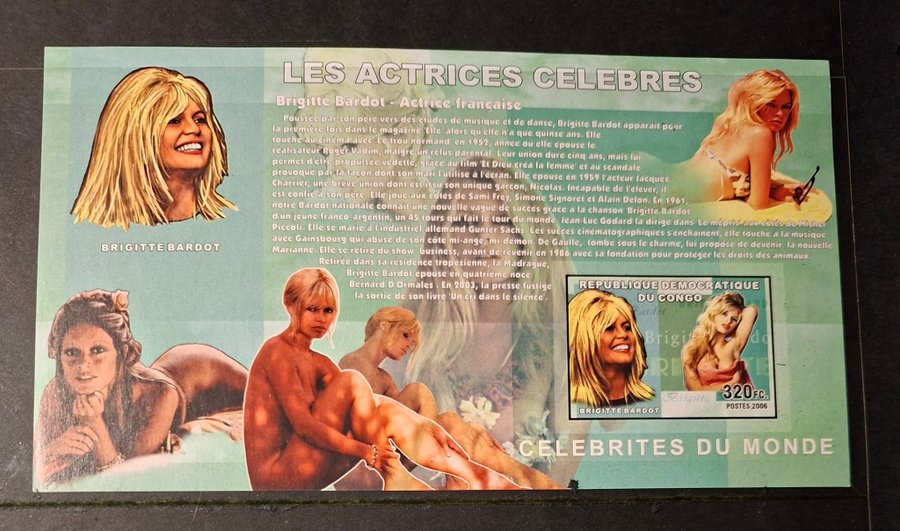 LES ACTRICES CELEBRES
Brigitte Bardot - Actrice française
Poussée par son père vers des études de musique et de danse, Brigitte Bardot apparait pour
la première fois dans le magazine Elle alors qu'elle n'a que quinze ans. Elle
touche au cinéma avec Le trou normand en 1952, année où elle épouse le
réalisateur Roger Vadim, malgré un refus parental. Leur union dure cinq ans, mais lui
permet d'être propulsée vedette, grâce au film 'Et Dieu créa la femme' et au scandale
provoqué par la façon dont son mari l'utilise à l'écran. Elle épouse en 1959 l'acteur Jacques
Charrier, une brève union dont est issu son unique garçon, Nicolas. Incapable de l'élever, il
est confié à son père. Elle joue aux côtés de Saint Frey, Simone Signoret et Alain Delon. En 1961,
notre Bardot nationale connaît une nouvelle vague de succès grâce à la chanson Brigitte Bardot
d'un jeune franco argentin, un 45 tours qui fait le tour du monde. Jean-Luc Godard la dirige dans Le mépris aux côtés de Michel
Piccoli. Elle se marie à l'industriel allemand Gunter Sachs. Les succès cinématographiques s'enchaînent, elle touche à la musique
avec Gainsbourg qui abuse de son côté mi-ange, mi démon. De Gaulle, tombé sous le charme, lui propose de devenir la nouvelle
Marianne. Elle se retire du show business, avant de revenir en 1986 avec sa fondation pour protéger les droits des animaux.
Retirée dans sa résidence tropézienne, la Madrague,
Brigitte Bardot épouse en quatrième noce
Bernard D'Ormales. En 2003, la presse fustige
la sortie de son livre 'Un cri dans le silence'.
BRIGITTE BARDOT
REPUBLIQUE DEMOCRATIQUE
DU CONGO
BRIGITTE BARDOT
Brigitte
320FC.
POSTES 2006
CELEBRITES DU MONDE